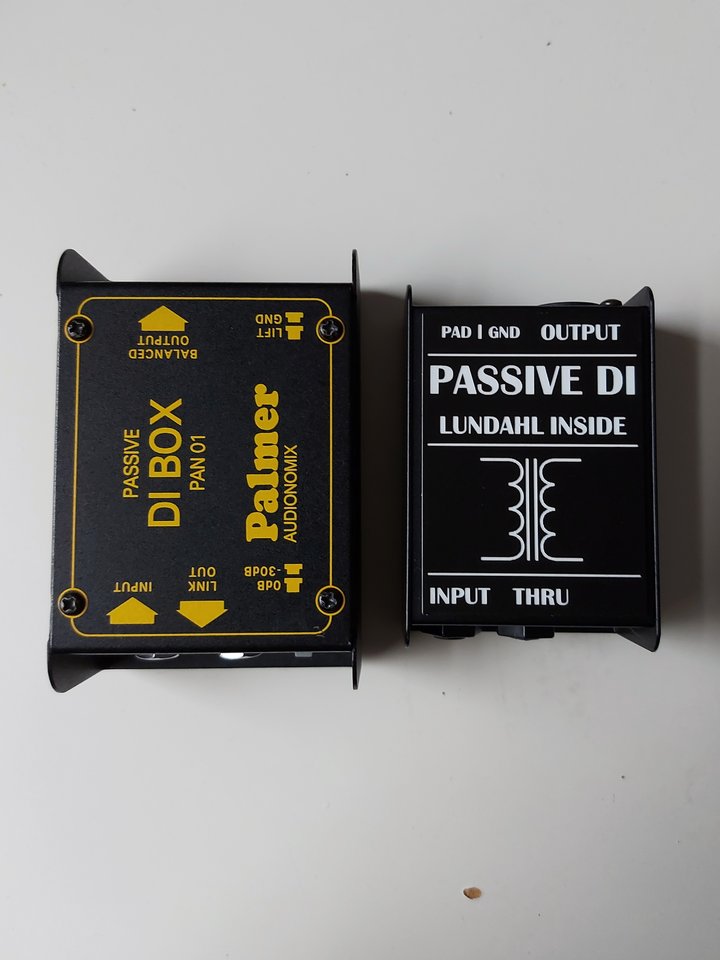 BALANCED
OUTPUT
LIFT
GND
PASSIVE
DI BOX
PAN 01
Palmer
AUDIONOMIX
INPUT
LINK
OUT
0dB
-30dB
PAD | GND OUTPUT
PASSIVE DI
LUNDAHL INSIDE
INPUT THRU